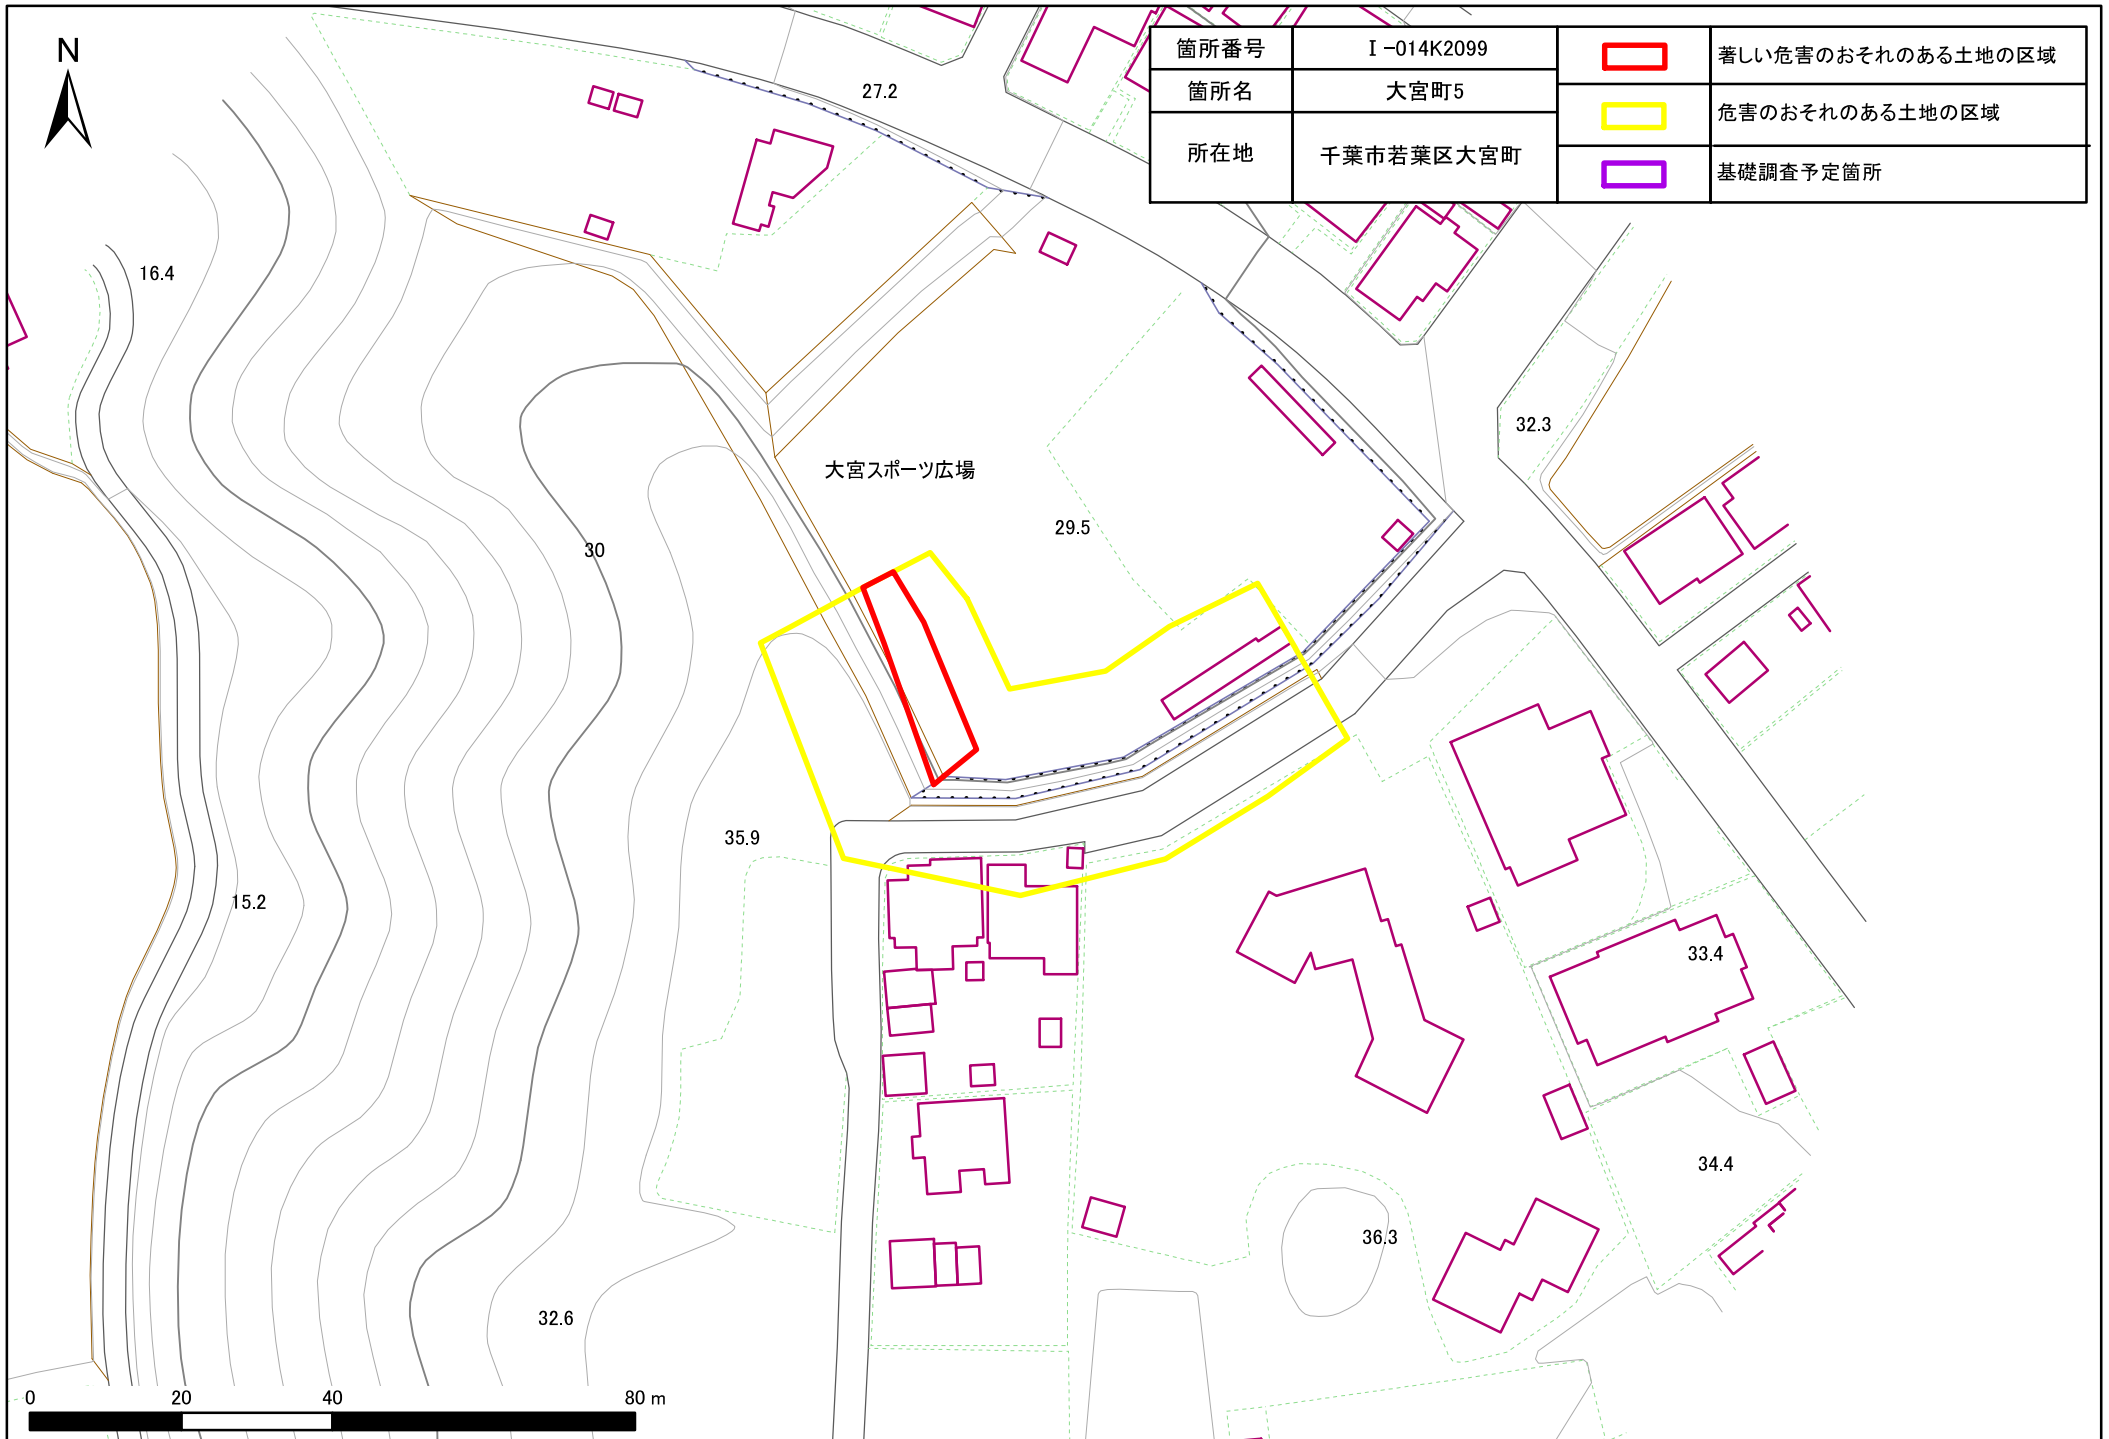 N
箇所番号 Ⅰ-014K2099
箇所名 大宮町5
所在地 千葉市若葉区大宮町
著しい危害のおそれのある土地の区域
危害のおそれのある土地の区域
基礎調査予定箇所
27.2
16.4
32.3
大宮スポーツ広場
29.5
30
35.9
15.2
33.4
34.4
36.3
32.6
0 20 40 80 m